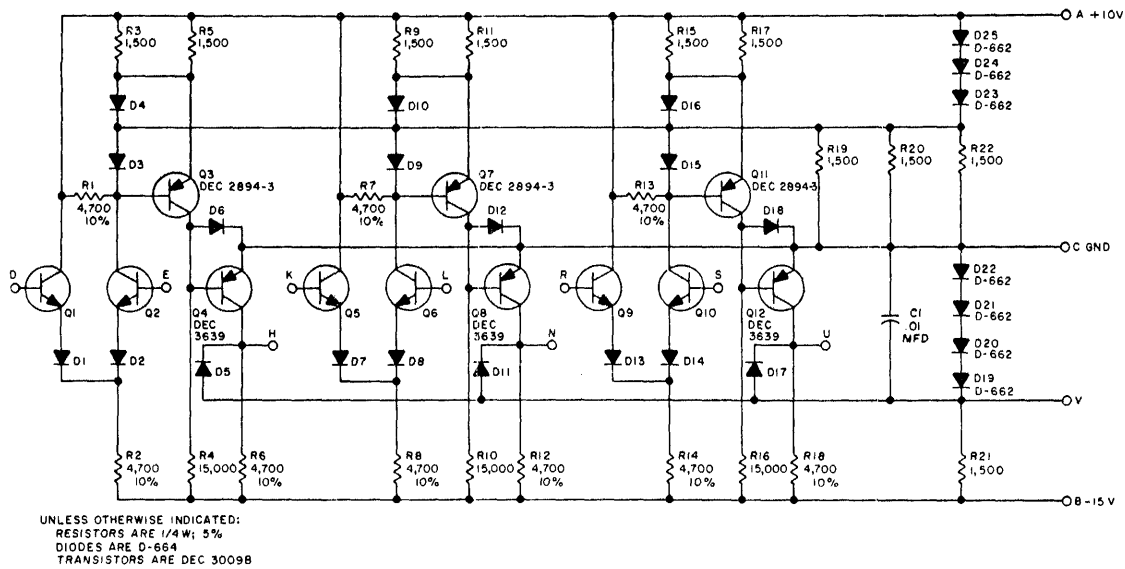 A +10V
R3 1,500
R5 1,500
R9 1,500
R11 1,500
R15 1,500
R17 1,500
D25 D-662
D24 D-662
D23 D-662
D4
D10
D16
D3
D9
D15
R19 1,500
R20 1,500
R22 1,500
Q3 DEC 2894-3
Q7 DEC 2894-3
Q11 DEC 2894-3
R1 4,700 10%
R7 4,700 10%
R13 4,700 10%
D6
D12
D18
C GND
D
Q1
E
Q2
Q4 DEC 3639
K
Q5
L
Q6
Q8 DEC 3639
R
Q9
S
Q10
Q12 DEC 3639
D22 D-662
D21 D-662
D20 D-662
D19 D-662
C1 .01 MFD
H
N
U
D1
D2
D5
D7
D8
D11
D13
D14
D17
V
R2 4,700 10%
R4 15,000
R6 4,700 10%
R8 4,700 10%
R10 15,000
R12 4,700 10%
R14 4,700 10%
R16 15,000
R18 4,700 10%
R21 1,500
B-15V
UNLESS OTHERWISE INDICATED:
RESISTORS ARE 1/4W; 5%
DIODES ARE D-664
TRANSISTORS ARE DEC 3009B